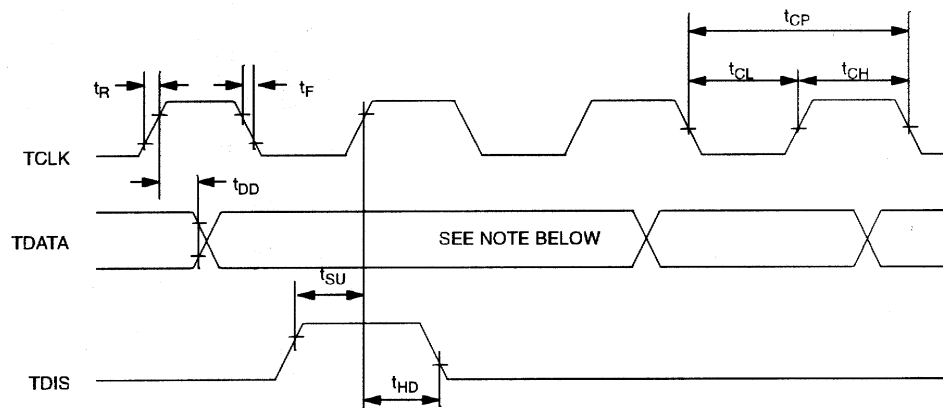 tCP
tCL
tCH
tR
tF
TCLK
tDD
TDATA
SEE NOTE BELOW
tSU
TDIS
tHD